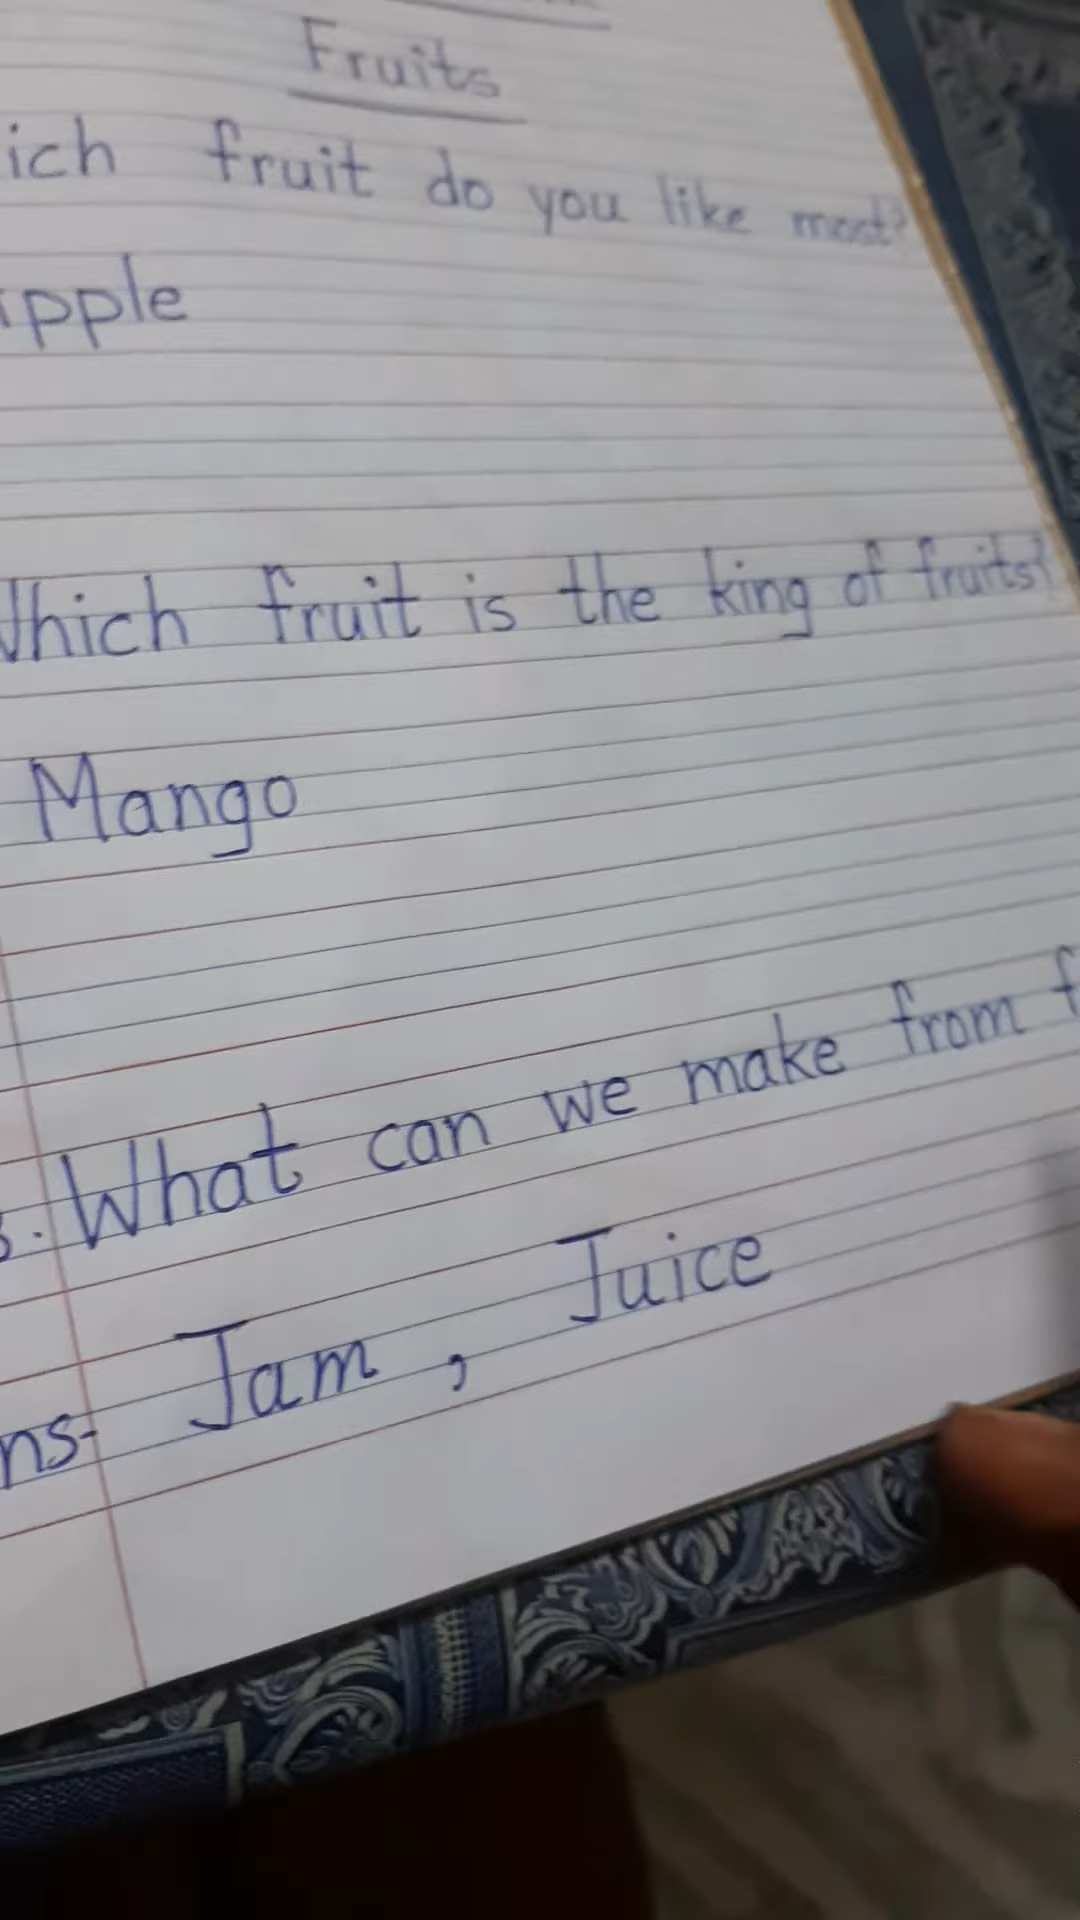 Fruits
ich fruit do you like most?
pple
Which fruit is the king of fruits?
Mango
3. What can we make from f
ns- Jam, Juice